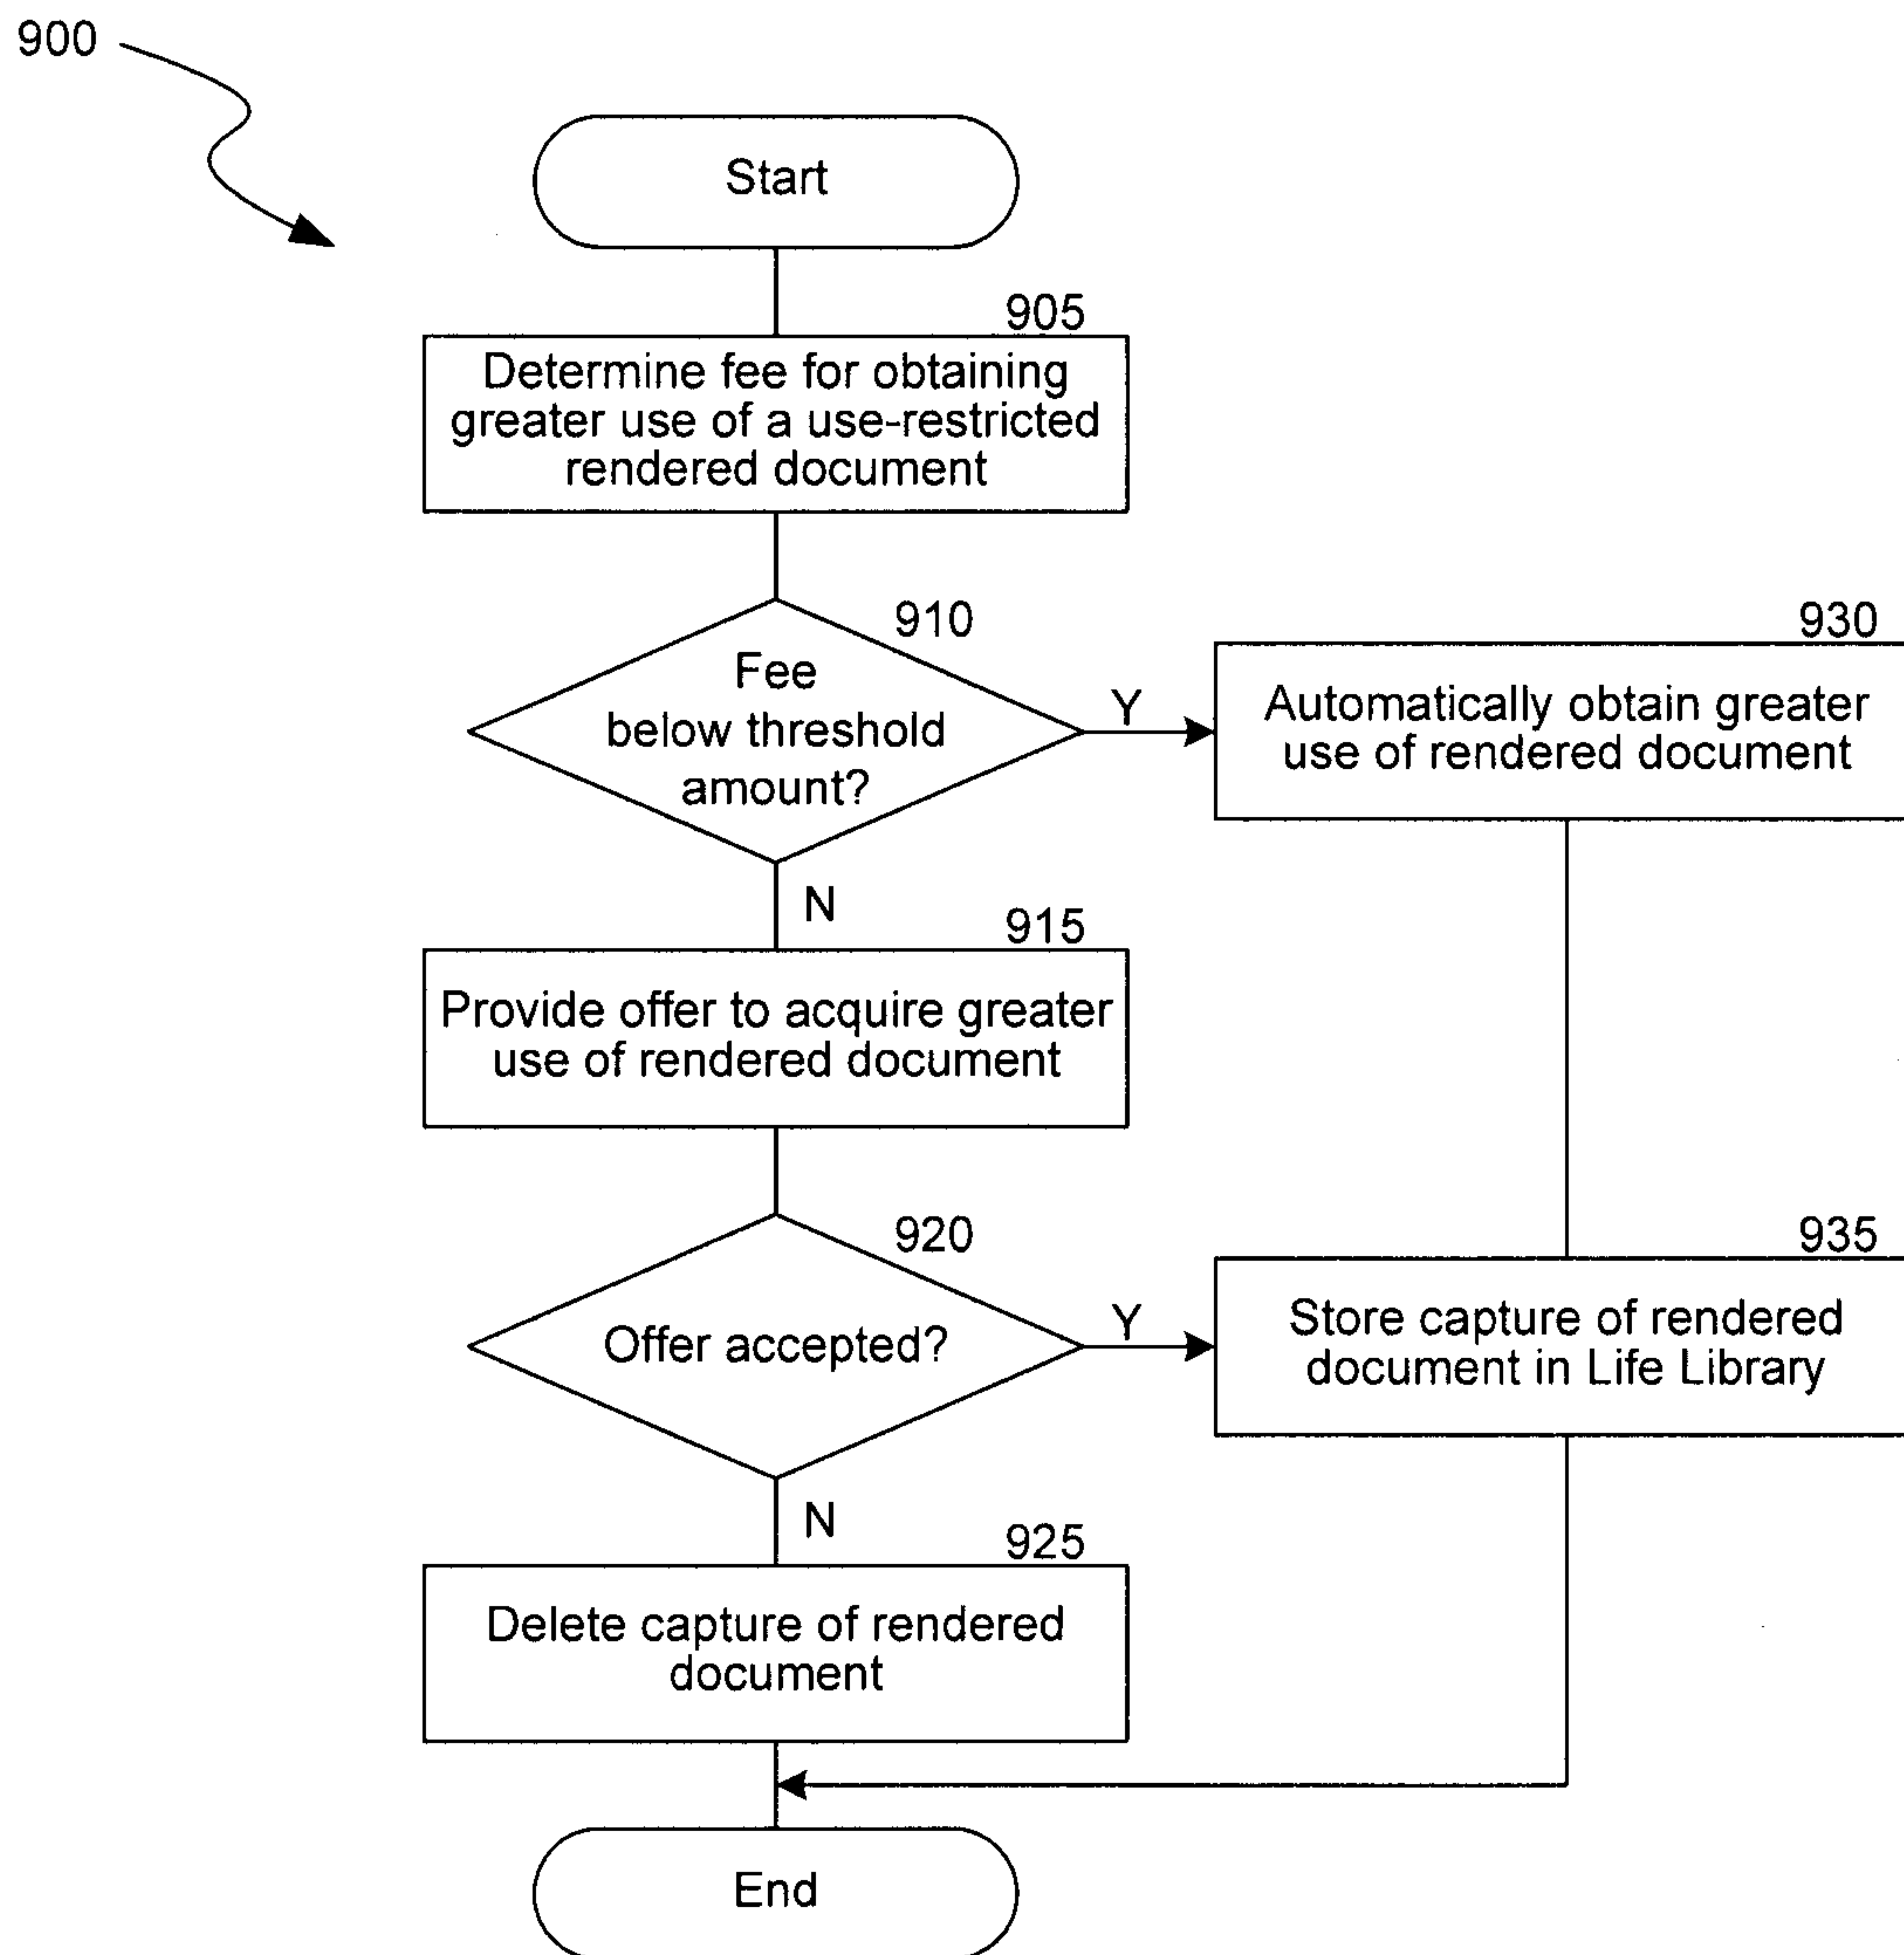 900
Start
905
Determine fee for obtaining
greater use of a use-restricted
rendered document
910
Fee
below threshold
amount?
Y
930
Automatically obtain greater
use of rendered document
N
915
Provide offer to acquire greater
use of rendered document
920
Offer accepted?
Y
935
Store capture of rendered
document in Life Library
N
925
Delete capture of rendered
document
End